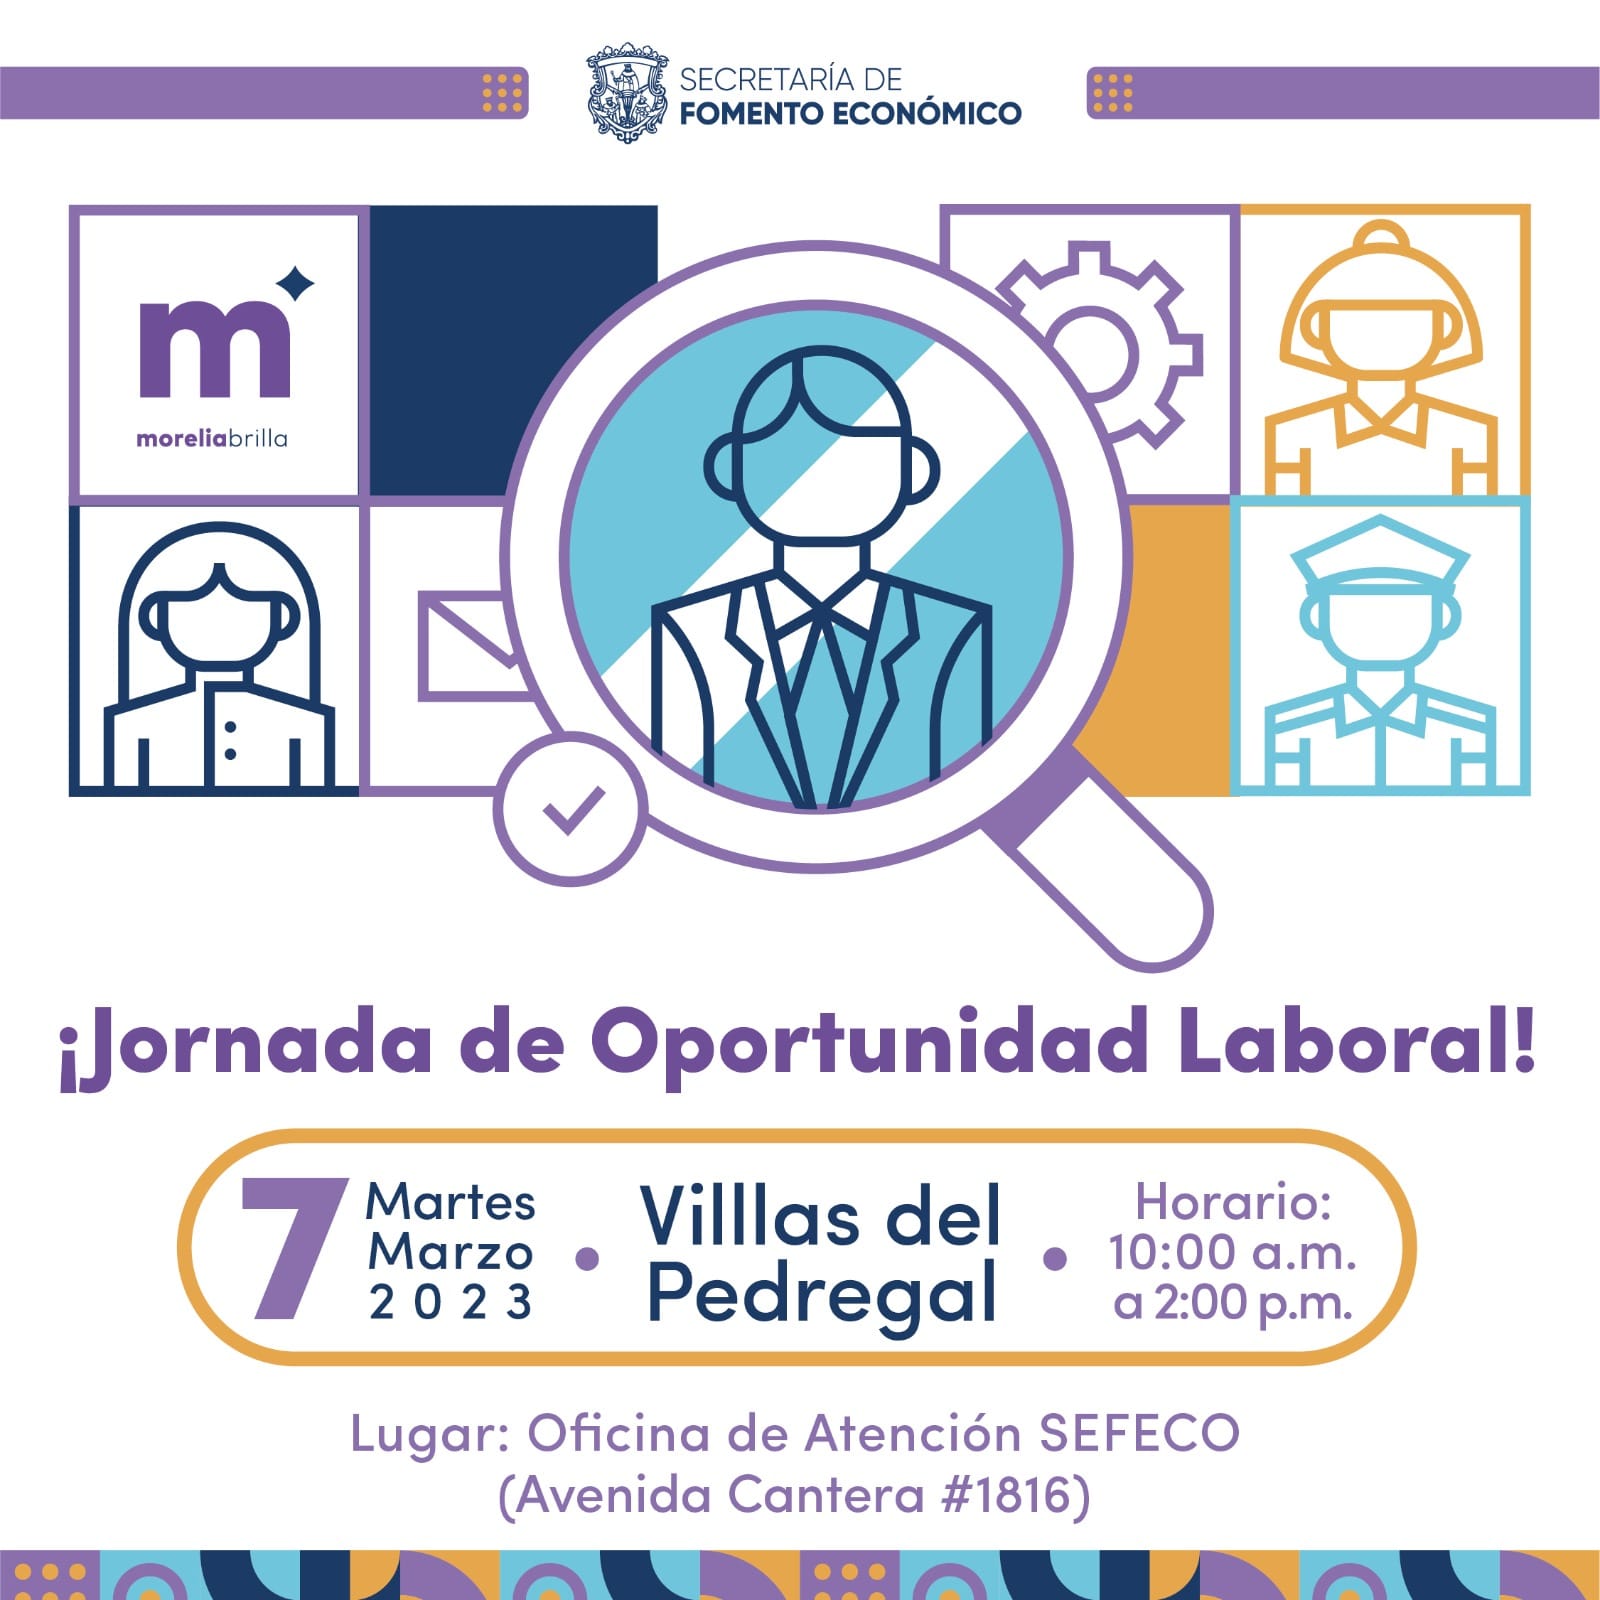 SECRETARÍA DE
FOMENTO ECONÓMICO
m
moreliabrilla
¡Jornada de Oportunidad Laboral!
7
Martes
Marzo
2023
Villlas del
Pedregal
Horario:
10:00 a.m.
a 2:00 p.m.
Lugar: Oficina de Atención SEFECO
(Avenida Cantera #1816)